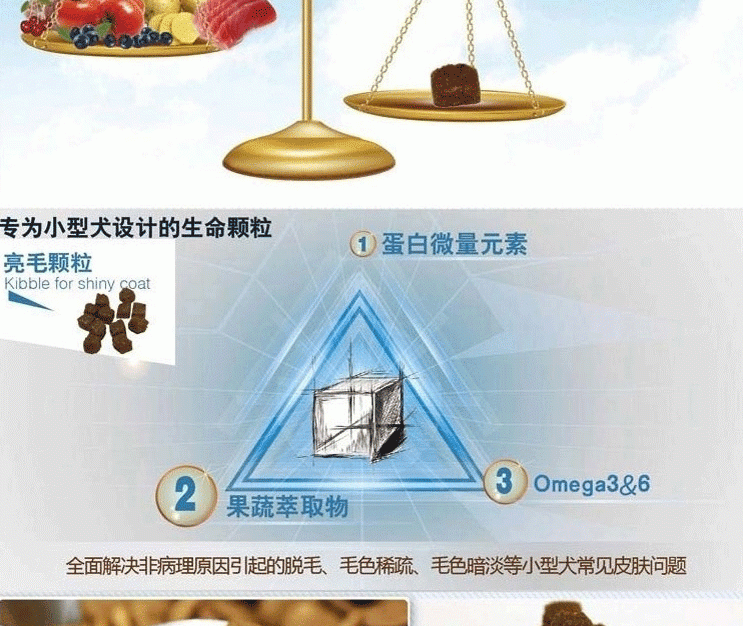 专为小型犬设计的生命颗粒
亮毛颗粒
Kibble for shiny coat
1 蛋白微量元素
2 果蔬萃取物
3 Omega3&6
全面解决非病理原因引起的脱毛、毛色稀疏、毛色暗淡等小型犬常见皮肤问题